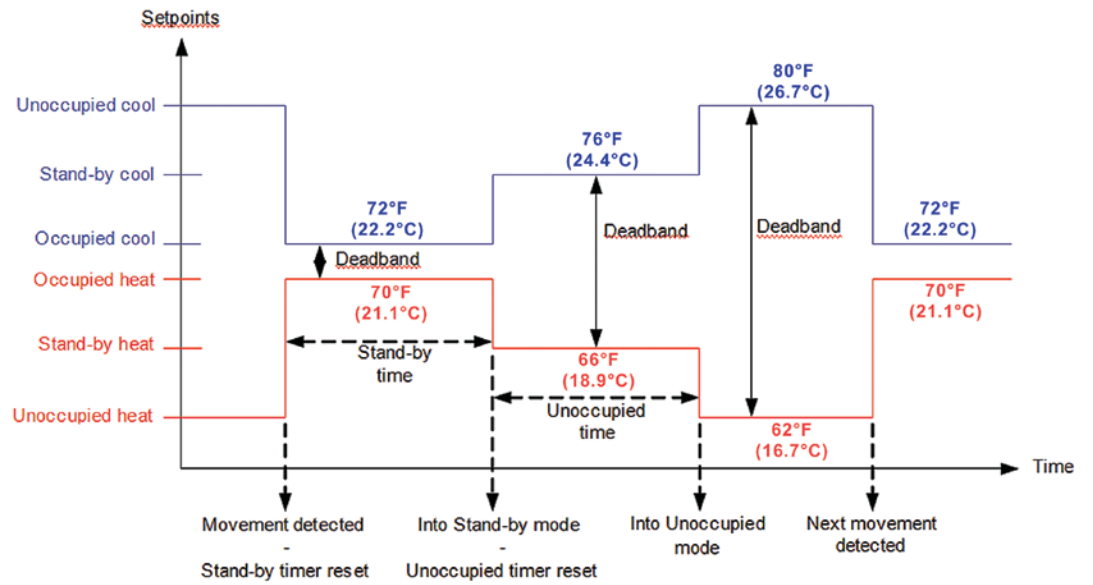 Setpoints
80°F
(26.7°C)
Unoccupied cool
76°F
(24.4°C)
Stand-by cool
72°F
(22.2°C)
Deadband
Deadband
72°F
(22.2°C)
Occupied cool
Deadband
Occupied heat
70°F
(21.1°C)
70°F
(21.1°C)
Stand-by heat
Stand-by
time
66°F
(18.9°C)
Unoccupied heat
Unoccupied
time
62°F
(16.7°C)
Time
Movement detected
-
Stand-by timer reset
Into Stand-by mode
-
Unoccupied timer reset
Into Unoccupied
mode
Next movement
detected